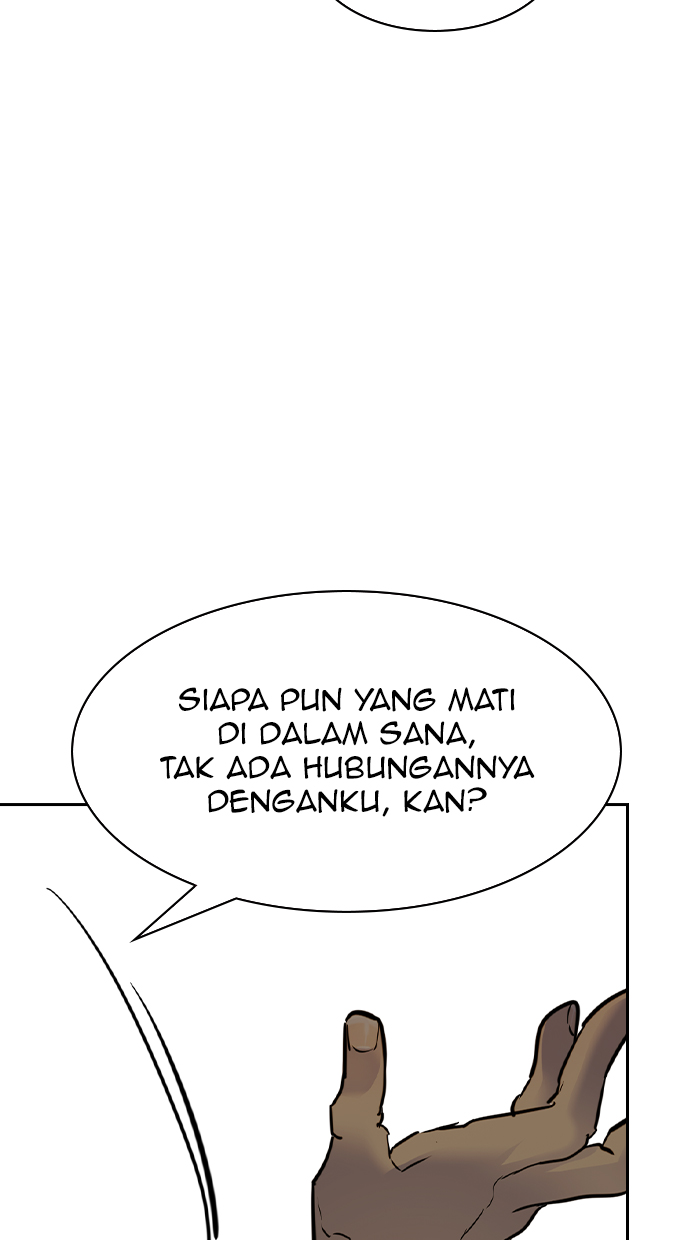 SIAPA PUN YANG MATI
DI DALAM SANA,
TAK ADA HUBUNGANNYA
DENGANKU, KAN?